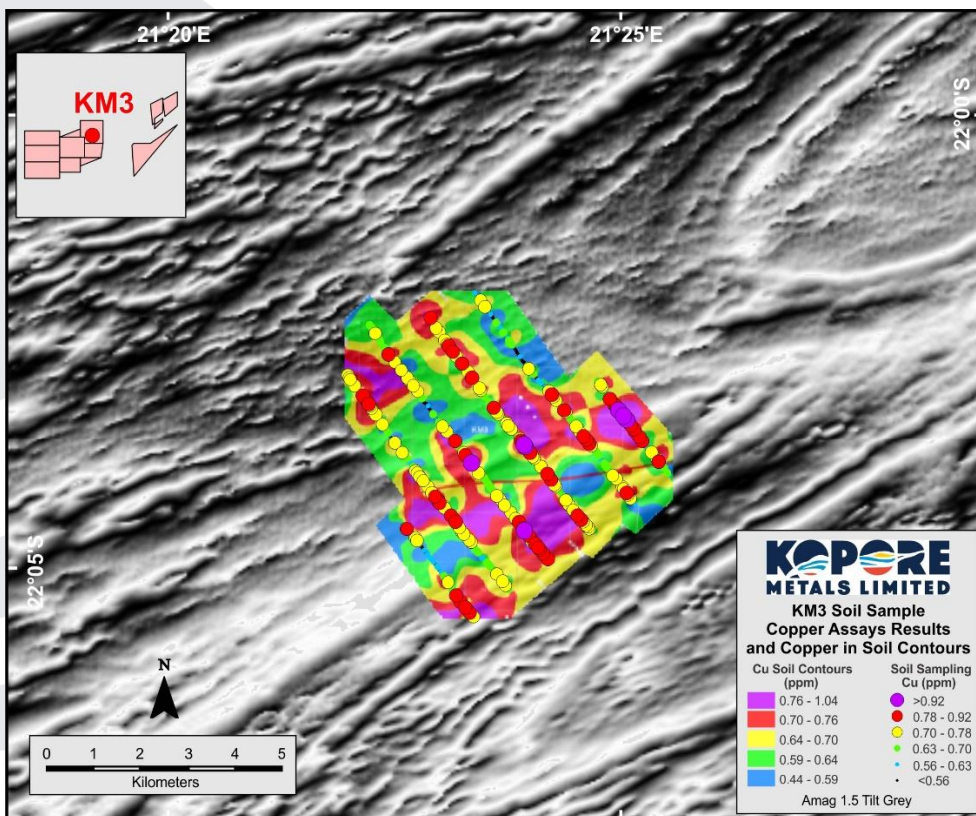 21°20'E
21°25'E
KM3
22°00'S
KM3
22°05'S
N
0 1 2 3 4 5
Kilometers
KOPORE
METALS LIMITED
KM3 Soil Sample
Copper Assays Results
and Copper in Soil Contours
Cu Soil Contours
(ppm)
0.76 - 1.04
0.70 - 0.76
0.64 - 0.70
0.59 - 0.64
0.44 - 0.59
Soil Sampling
Cu (ppm)
>0.92
0.78 - 0.92
0.70 - 0.78
0.63 - 0.70
0.56 - 0.63
<0.56
Amag 1.5 Tilt Grey